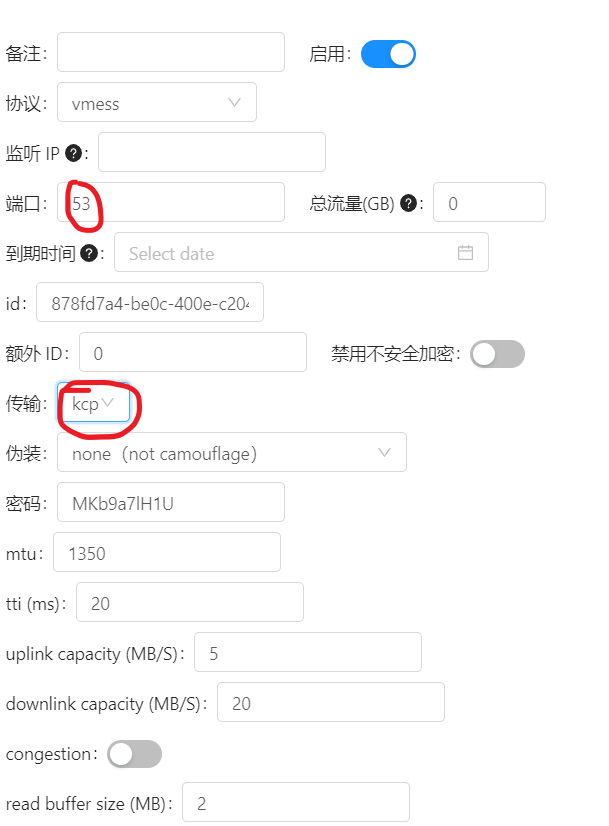 备注: 启用:
协议: vmess
监听 IP ?:
端口: 53 总流量(GB) ?: 0
到期时间 ?: Select date
id: 878fd7a4-be0c-400e-c204
额外 ID: 0 禁用不安全加密:
传输: kcp
伪装: none（not camouflage）
密码: MKb9a7lH1U
mtu: 1350
tti (ms): 20
uplink capacity (MB/S): 5
downlink capacity (MB/S): 20
congestion:
read buffer size (MB): 2